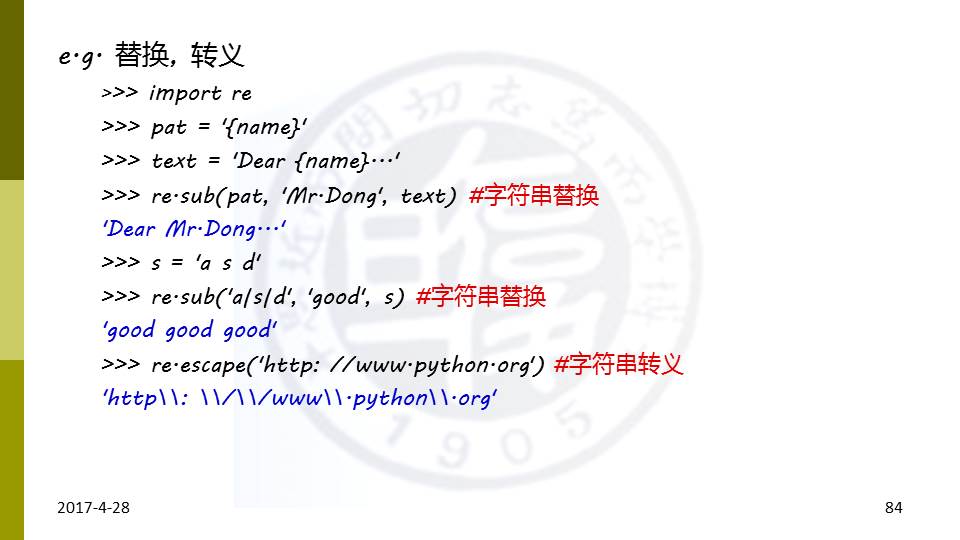 e.g. 替换，转义
>>> import re
>>> pat = '{name}'
>>> text = 'Dear {name}...'
>>> re.sub(pat, 'Mr.Dong', text) #字符串替换
'Dear Mr.Dong...'
>>> s = 'a s d'
>>> re.sub('a|s|d', 'good', s) #字符串替换
'good good good'
>>> re.escape('http: //www.python.org') #字符串转义
'http\\: \\/\\/www\\.python\\.org'
1905
2017-4-28
84